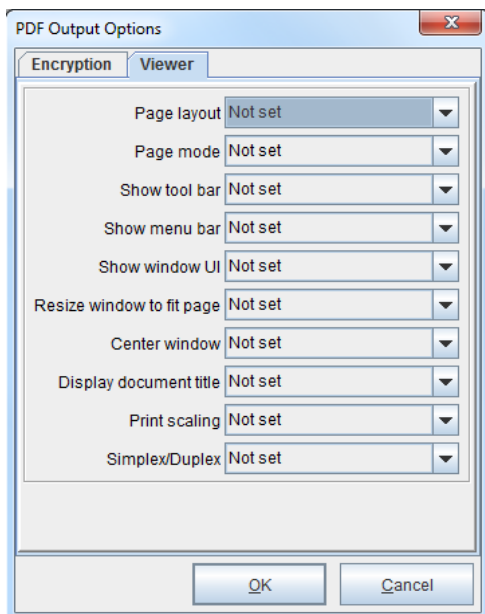 PDF Output Options
Encryption Viewer
Page layout Not set
Page mode Not set
Show tool bar Not set
Show menu bar Not set
Show window UI Not set
Resize window to fit page Not set
Center window Not set
Display document title Not set
Print scaling Not set
Simplex/Duplex Not set
OK Cancel